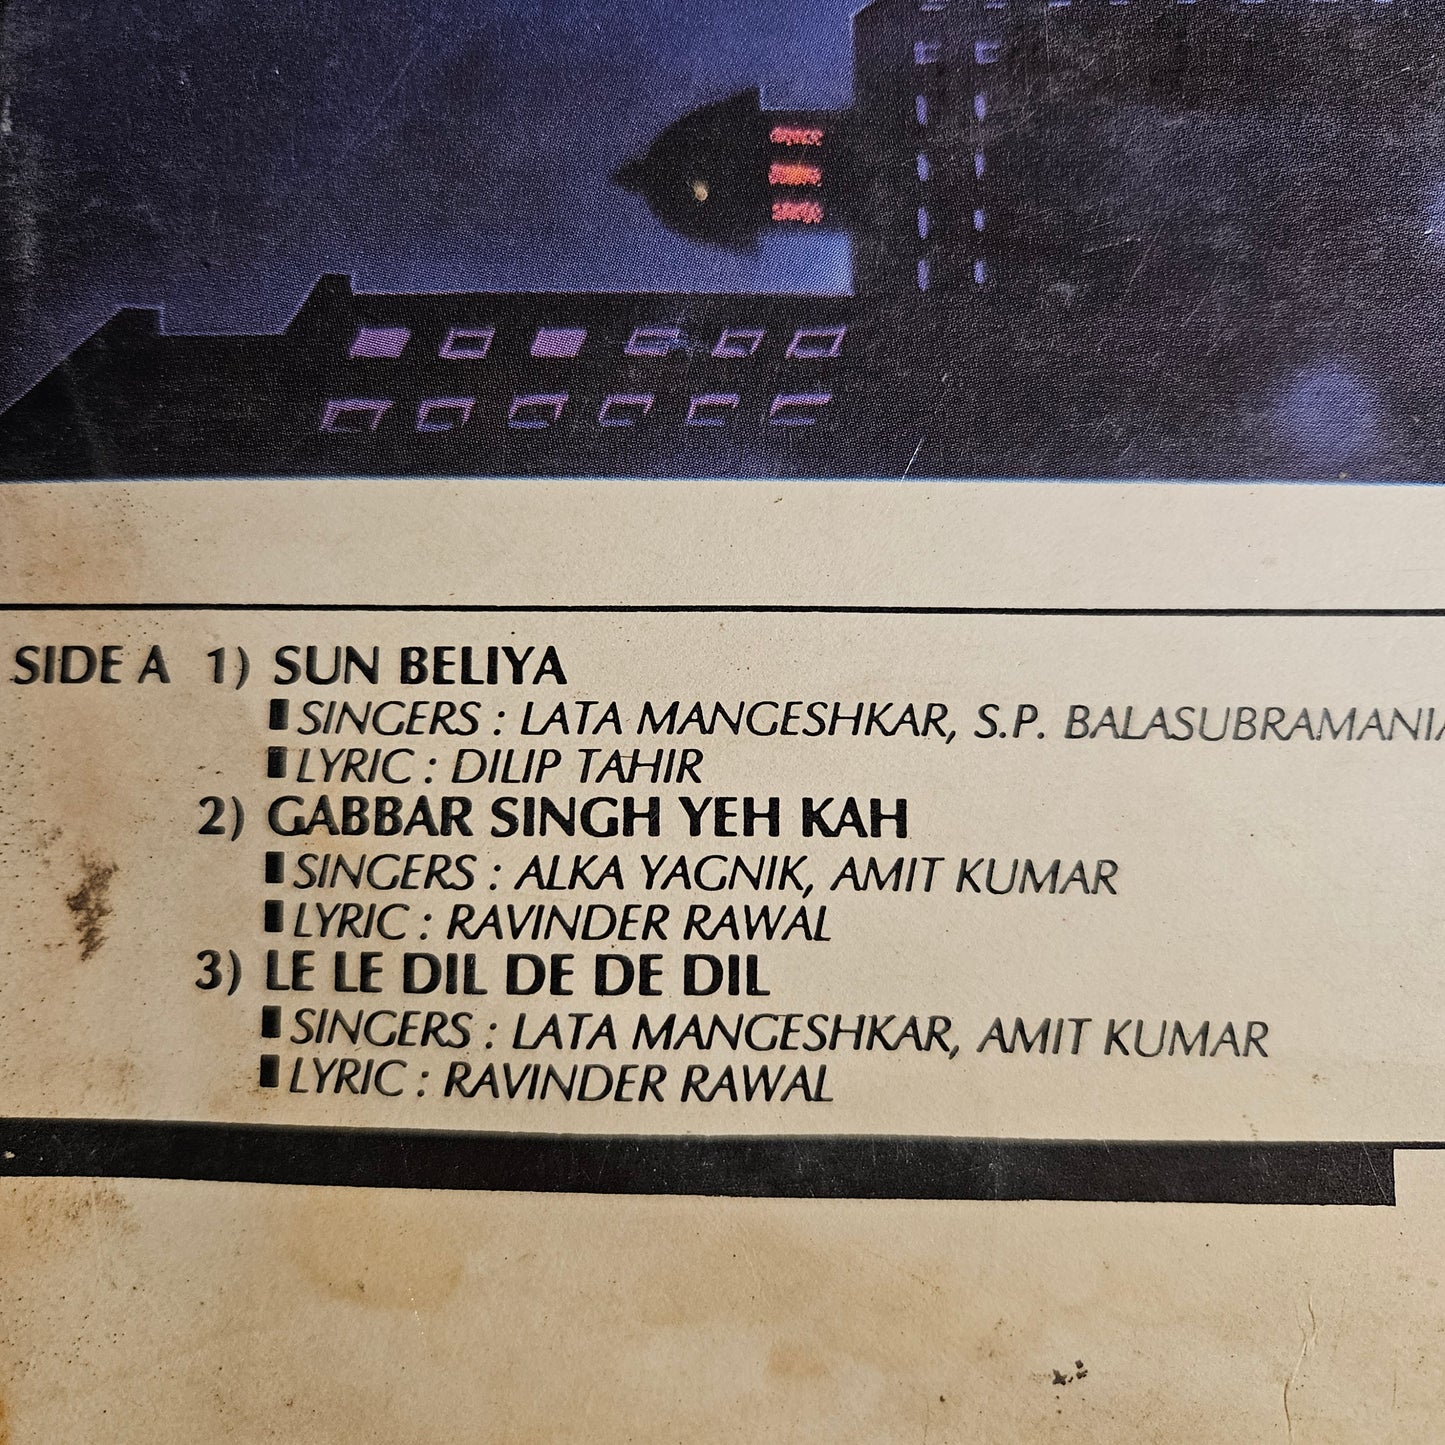 SIDE A 1) SUN BELIYA
SINGERS : LATA MANGESHKAR, S.P.
LYRIC : DILIP TAHIR
2) GABBAR SINGH YEH KAH
SINGERS : ALKA YAGNIK, AMIT KUMAR
LYRIC : RAVINDER RAWAL
3) LE LE DIL DE DE DIL
SINGERS : LATA MANGESHKAR, AMIT KUMAR
LYRIC : RAVINDER RAWAL